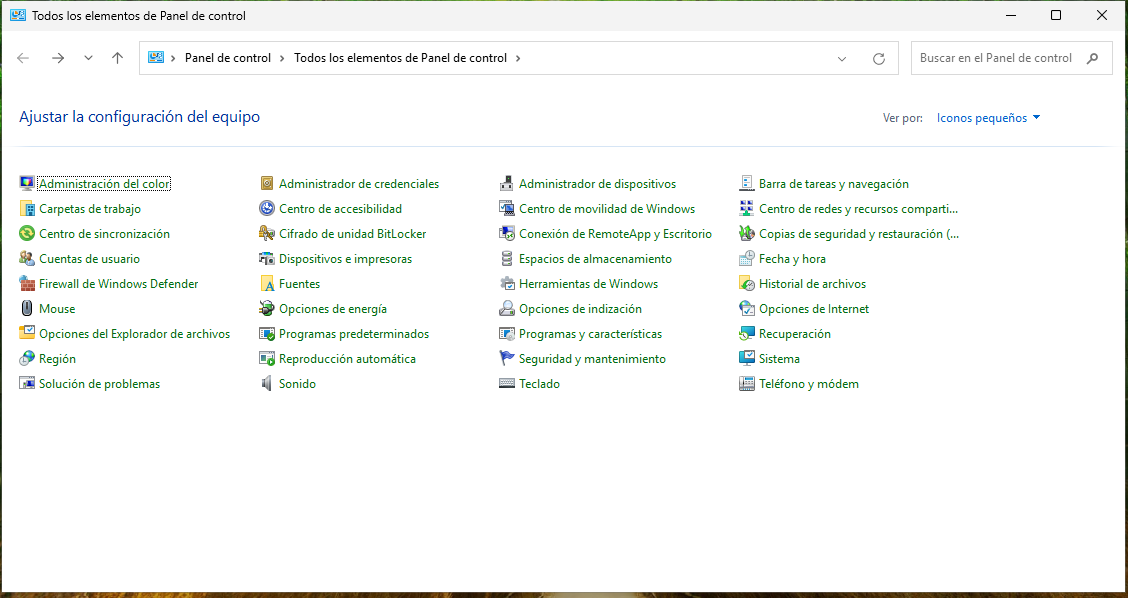 Todos los elementos de Panel de control
Panel de control Todos los elementos de Panel de control
Buscar en el Panel de control
Ajustar la configuración del equipo
Ver por: Iconos pequeños
Administración del color Administrador de credenciales Administrador de dispositivos Barra de tareas y navegación
Carpetas de trabajo Centro de accesibilidad Centro de movilidad de Windows Centro de redes y recursos comparti...
Centro de sincronización Cifrado de unidad BitLocker Conexión de RemoteApp y Escritorio Copias de seguridad y restauración (...
Cuentas de usuario Dispositivos e impresoras Espacios de almacenamiento Fecha y hora
Firewall de Windows Defender Fuentes Herramientas de Windows Historial de archivos
Mouse Opciones de energía Opciones de indización Opciones de Internet
Opciones del Explorador de archivos Programas predeterminados Programas y características Recuperación
Región Reproducción automática Seguridad y mantenimiento Sistema
Solución de problemas Sonido Teclado Teléfono y módem